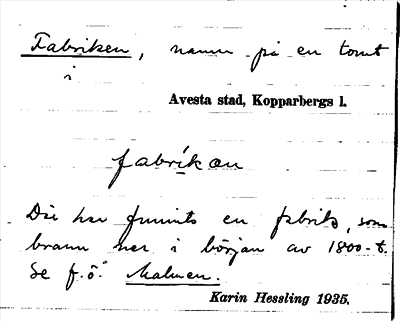 Fabriken, namn på en tomt
i
Avesta stad, Kopparbergs l.
fabríkan
Där har funnits en fabrik, som
brann ner i början av 1800-t.
Se f.ö. Malmen.
Karin Hessling 1935.